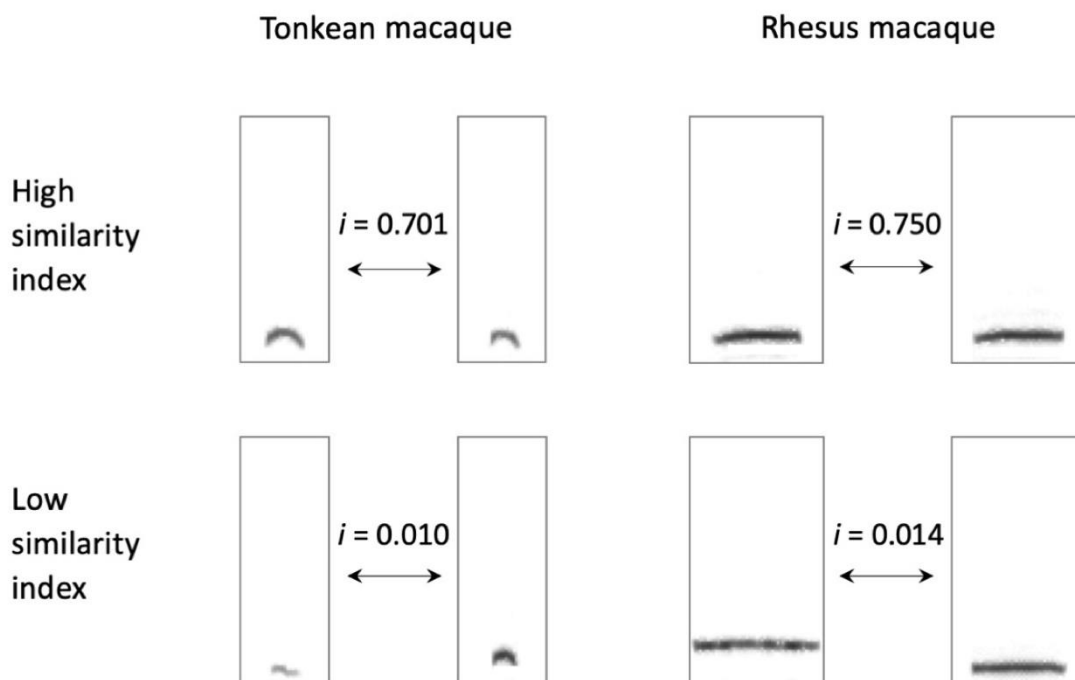 Tonkean macaque
Rhesus macaque
High
similarity
index
i = 0.701
i = 0.750
Low
similarity
index
i = 0.010
i = 0.014